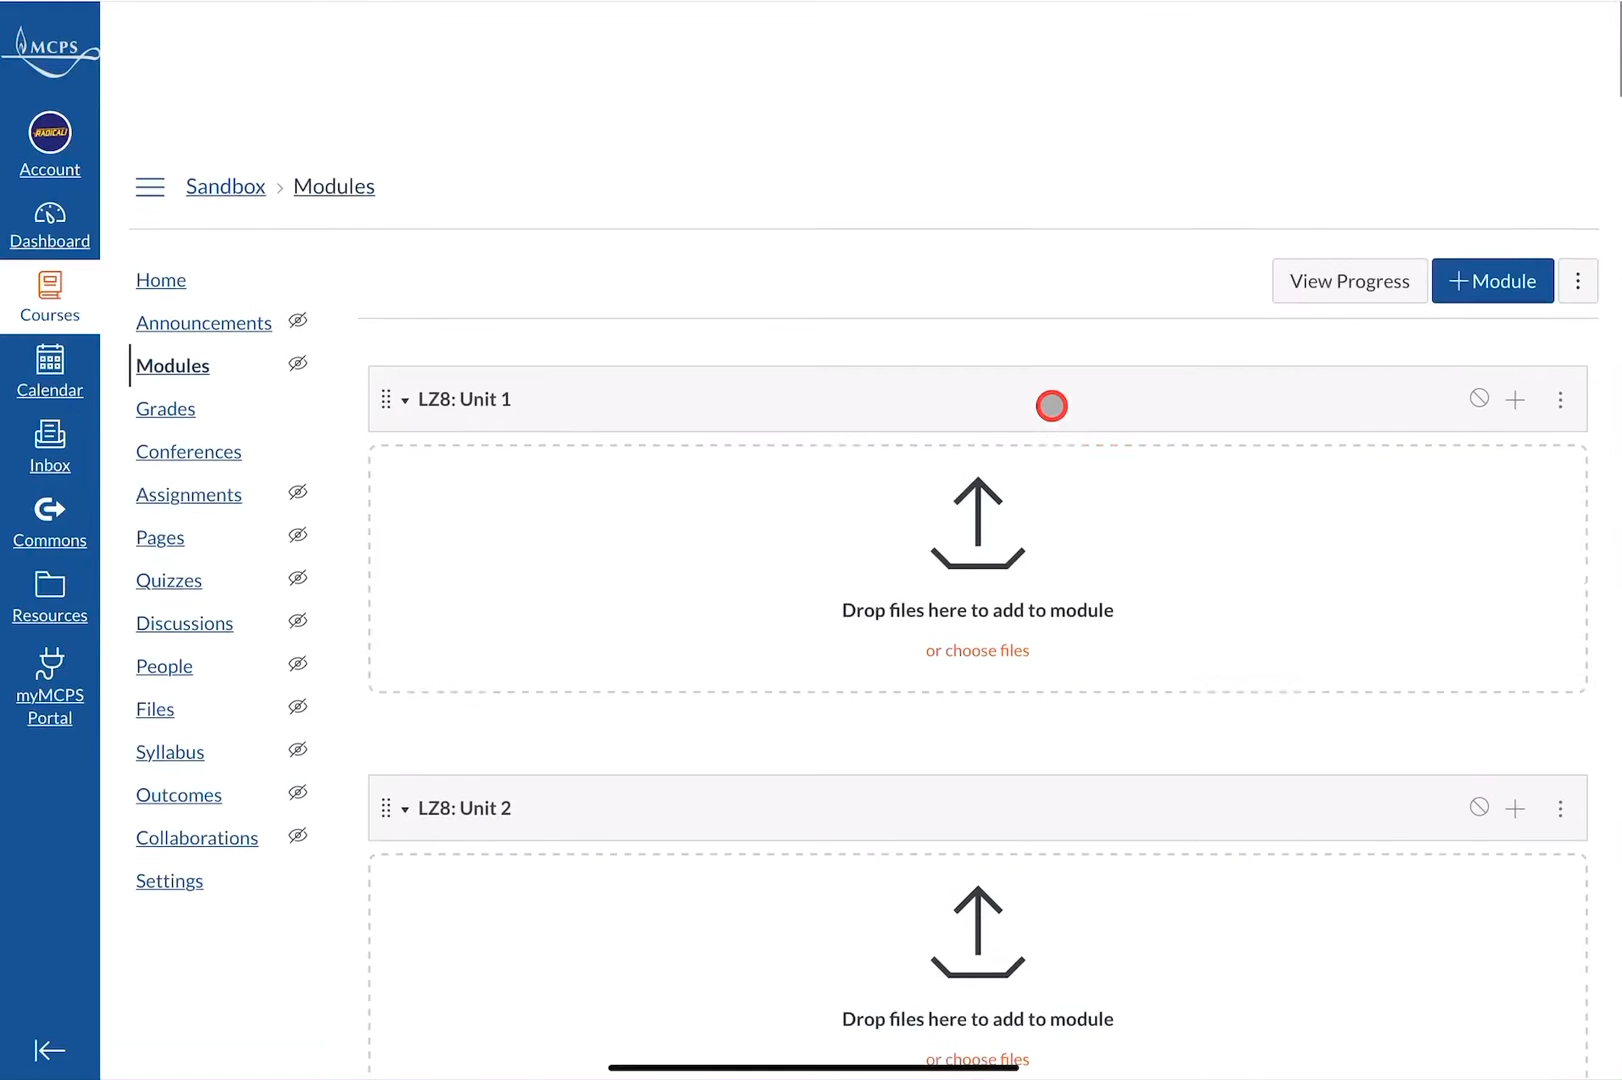 MCPS
RADICAL!
Account
Dashboard
Courses
Calendar
Inbox
Commons
Resources
myMCPS
Portal
Sandbox > Modules
Home
Announcements
Modules
Grades
Conferences
Assignments
Pages
Quizzes
Discussions
People
Files
Syllabus
Outcomes
Collaborations
Settings
View Progress
+ Module
LZ8: Unit 1
Drop files here to add to module
or choose files
LZ8: Unit 2
Drop files here to add to module
or choose files